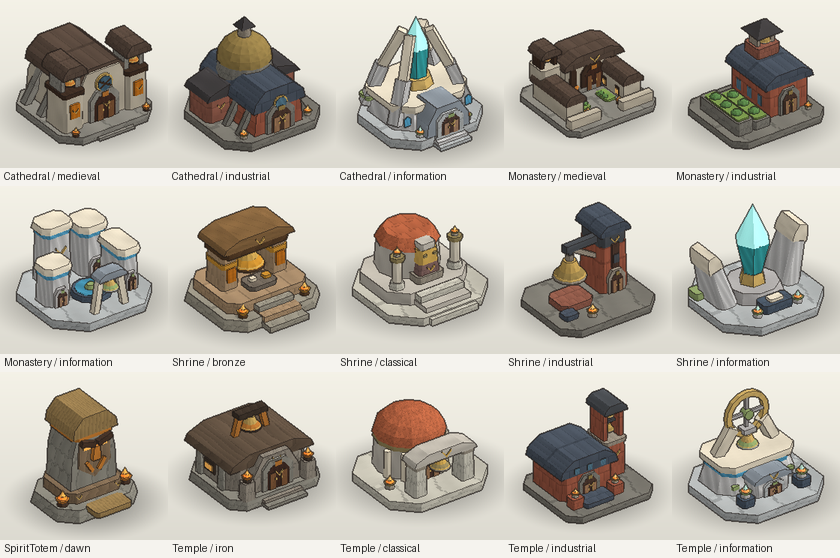 Cathedral / medieval
Cathedral / industrial
Cathedral / information
Monastery / medieval
Monastery / industrial
Monastery / information
Shrine / bronze
Shrine / classical
Shrine / industrial
Shrine / information
SpiritTotem / dawn
Temple / iron
Temple / classical
Temple / industrial
Temple / information